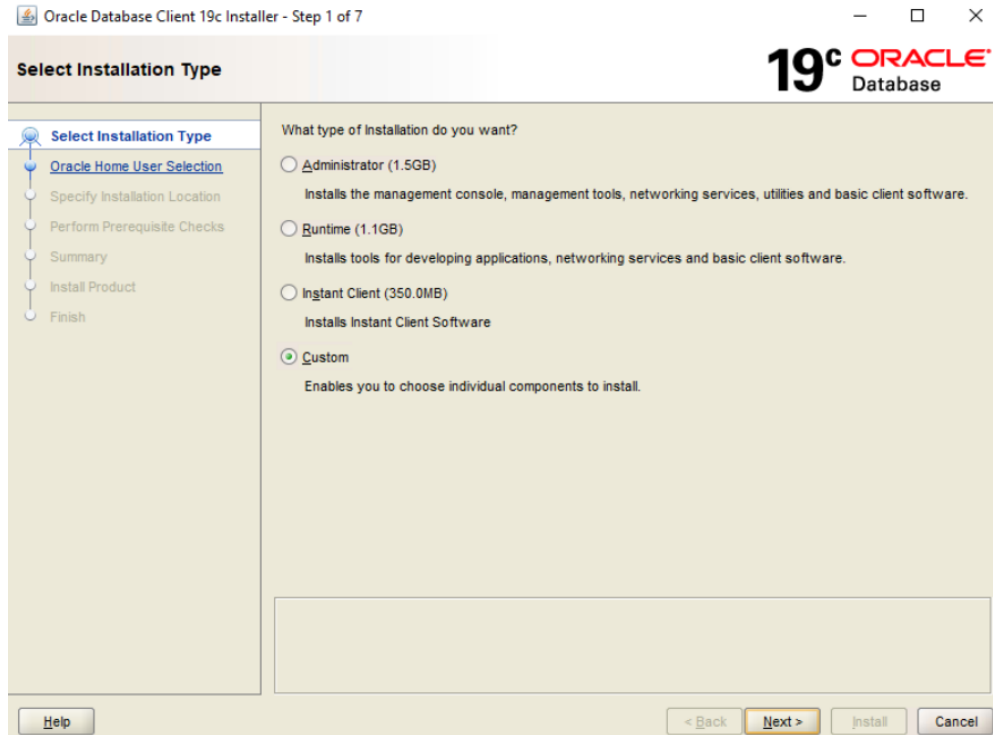 Oracle Database Client 19c Installer - Step 1 of 7
Select Installation Type
19c ORACLE
Database
Select Installation Type
Oracle Home User Selection
Specify Installation Location
Perform Prerequisite Checks
Summary
Install Product
Finish
What type of Installation do you want?
Administrator (1.5GB)
Installs the management console, management tools, networking services, utilities and basic client software.
Runtime (1.1GB)
Installs tools for developing applications, networking services and basic client software.
Instant Client (350.0MB)
Installs Instant Client Software
Custom
Enables you to choose individual components to install.
Help
< Back
Next >
Install
Cancel